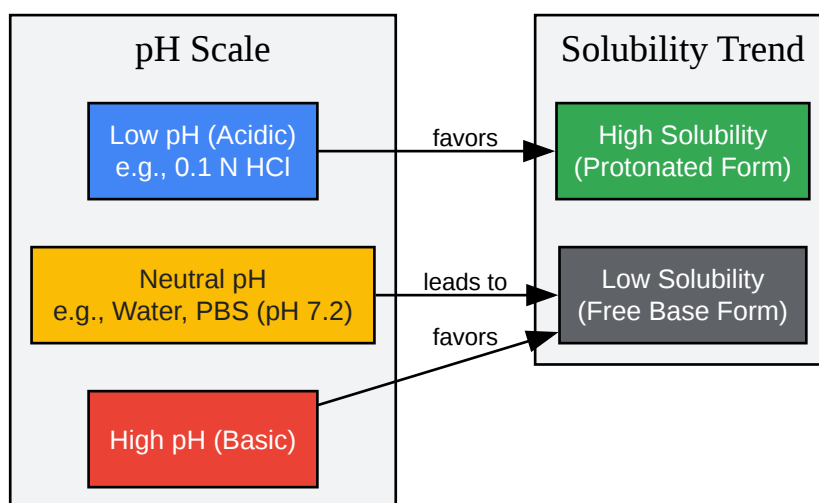 pH Scale
Solubility Trend
Low pH (Acidic)
e.g., 0.1 N HCl
favors
High Solubility
(Protonated Form)
Neutral pH
e.g., Water, PBS (pH 7.2)
leads to
Low Solubility
(Free Base Form)
favors
High pH (Basic)